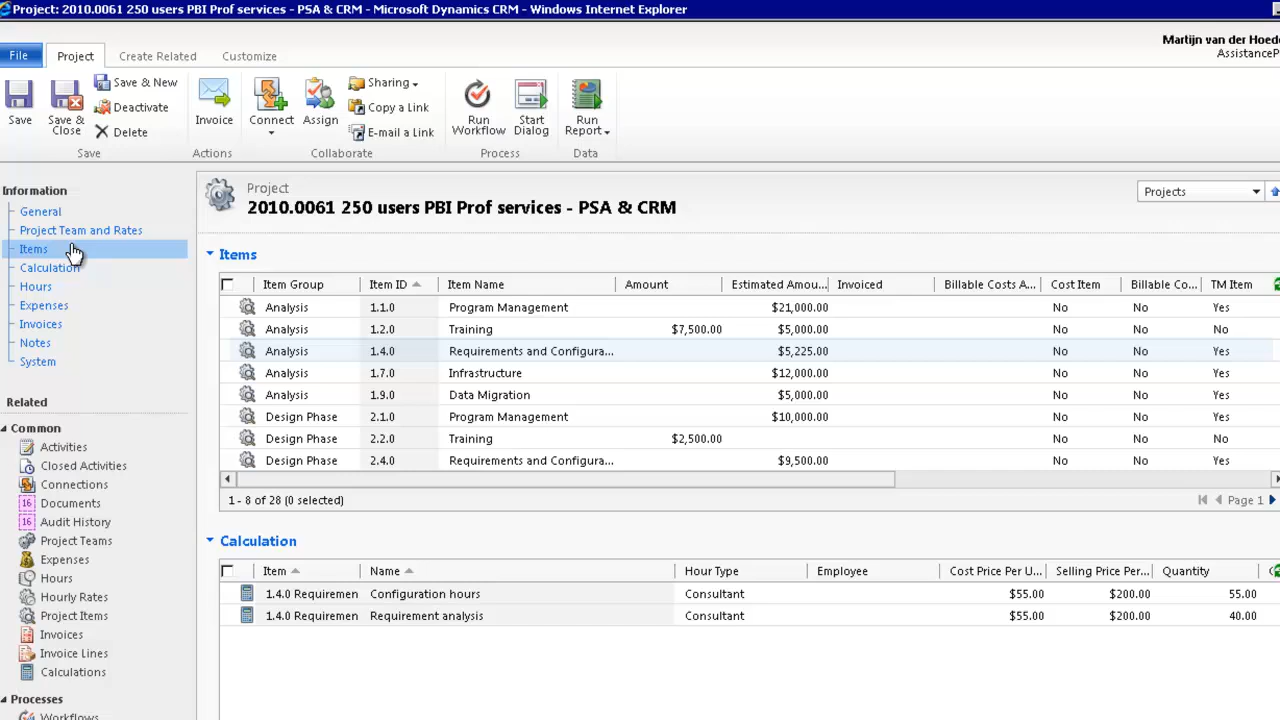 Project: 2010.0061 250 users PBI Prof services - PSA & CRM - Microsoft Dynamics CRM - Windows Internet Explorer
Martijn van der Hoed
File Project Create Related Customize
AssistanceP
Save
Save & Close
Save & New
Deactivate
Delete
Save
Invoice
Actions
Connect
Assign
Sharing
Copy a Link
E-mail a Link
Collaborate
Run Workflow
Start Dialog
Process
Run Report
Data
Information
General
Project Team and Rates
Items
Calculation
Hours
Expenses
Invoices
Notes
System
Related
Common
Activities
Closed Activities
Connections
16 Documents
16 Audit History
Project Teams
Expenses
Hours
Hourly Rates
Project Items
Invoices
Invoice Lines
Calculations
Processes
Workflows
Project
2010.0061 250 users PBI Prof services - PSA & CRM
Projects
Items
Item Group Item ID Item Name Amount Estimated Amou... Invoiced Billable Costs A... Cost Item Billable Co... TM Item
Analysis 1.1.0 Program Management $21,000.00 No No Yes
Analysis 1.2.0 Training $7,500.00 $5,000.00 No No No
Analysis 1.4.0 Requirements and Configura... $5,225.00 No No Yes
Analysis 1.7.0 Infrastructure $12,000.00 No No Yes
Analysis 1.9.0 Data Migration $5,000.00 No No Yes
Design Phase 2.1.0 Program Management $10,000.00 No No Yes
Design Phase 2.2.0 Training $2,500.00 No No No
Design Phase 2.4.0 Requirements and Configura... $9,500.00 No No Yes
1 - 8 of 28 (0 selected)
Page 1
Calculation
Item Name Hour Type Employee Cost Price Per U... Selling Price Per... Quantity
1.4.0 Requiremen Configuration hours Consultant $55.00 $200.00 55.00
1.4.0 Requiremen Requirement analysis Consultant $55.00 $200.00 40.00